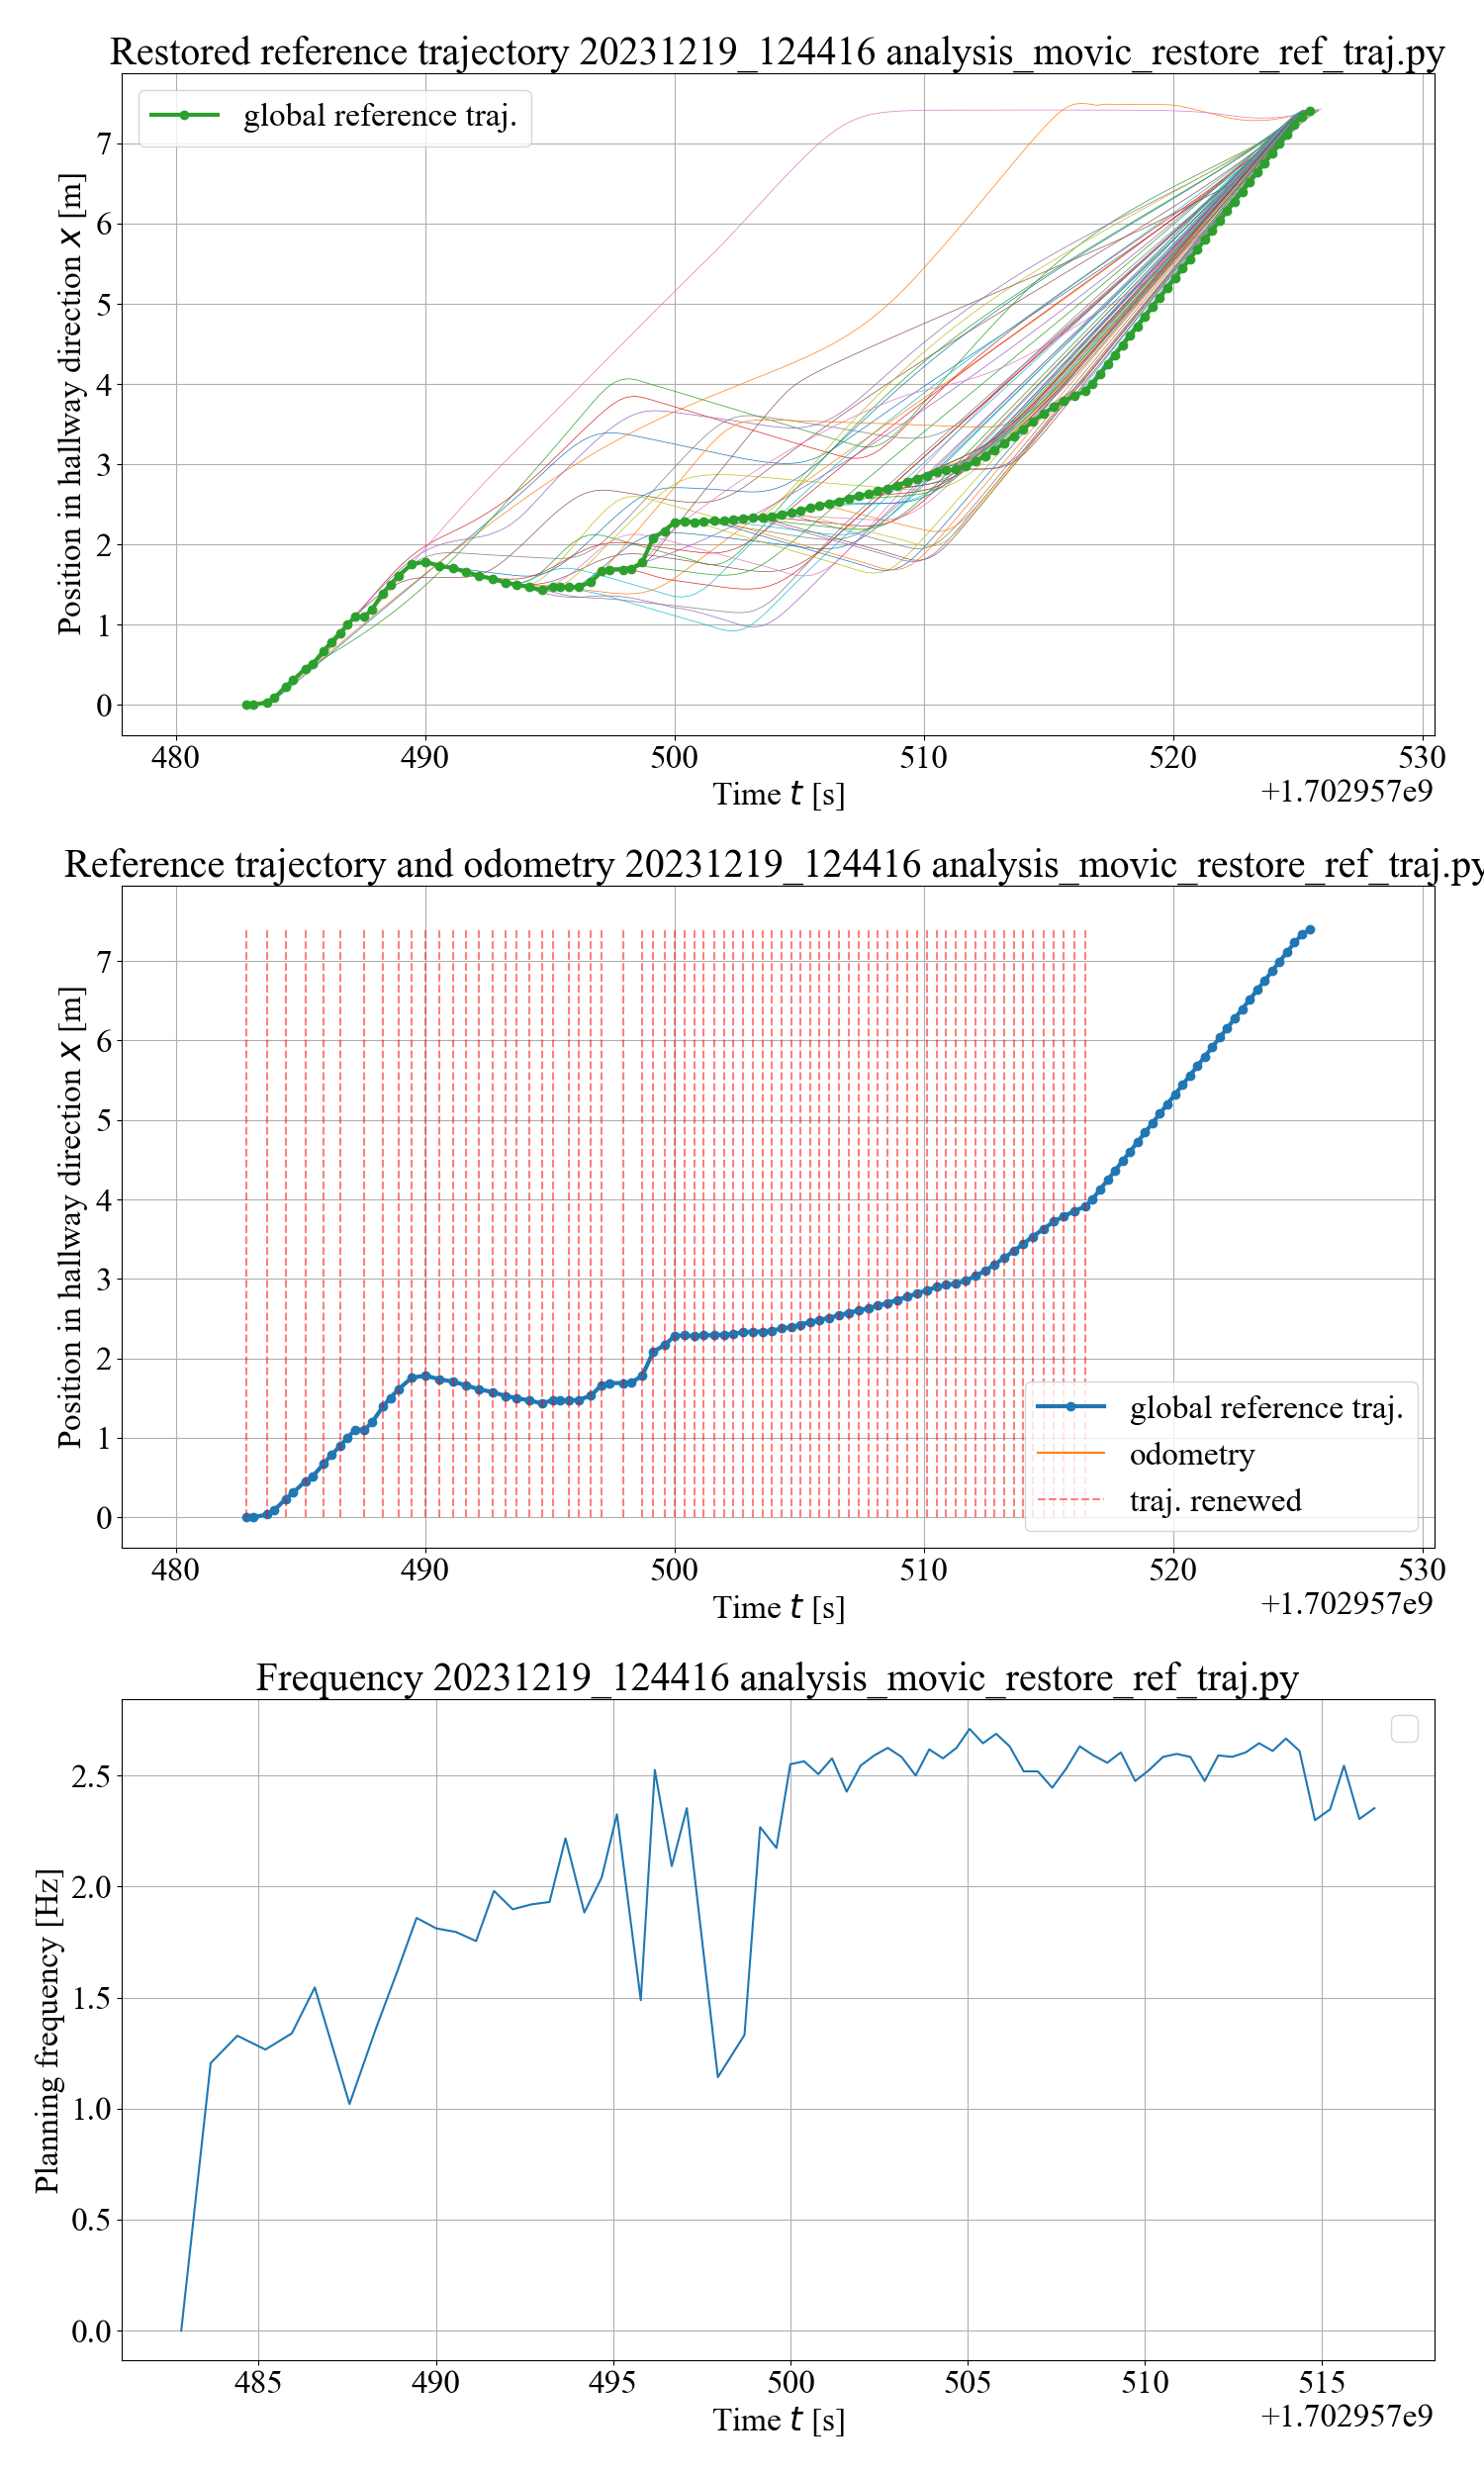 Restored reference trajectory 20231219_124416 analysis_movic_restore_ref_traj.py
global reference traj.
Position in hallway direction x [m]
7
6
5
4
3
2
1
0
480 490 500 510 520 530
Time t [s]
+1.702957e9
Reference trajectory and odometry 20231219_124416 analysis_movic_restore_ref_traj.py
Position in hallway direction x [m]
7
6
5
4
3
2
1
0
global reference traj.
odometry
traj. renewed
480 490 500 510 520 530
Time t [s]
+1.702957e9
Frequency 20231219_124416 analysis_movic_restore_ref_traj.py
Planning frequency [Hz]
2.5
2.0
1.5
1.0
0.5
0.0
485 490 495 500 505 510 515
Time t [s]
+1.702957e9